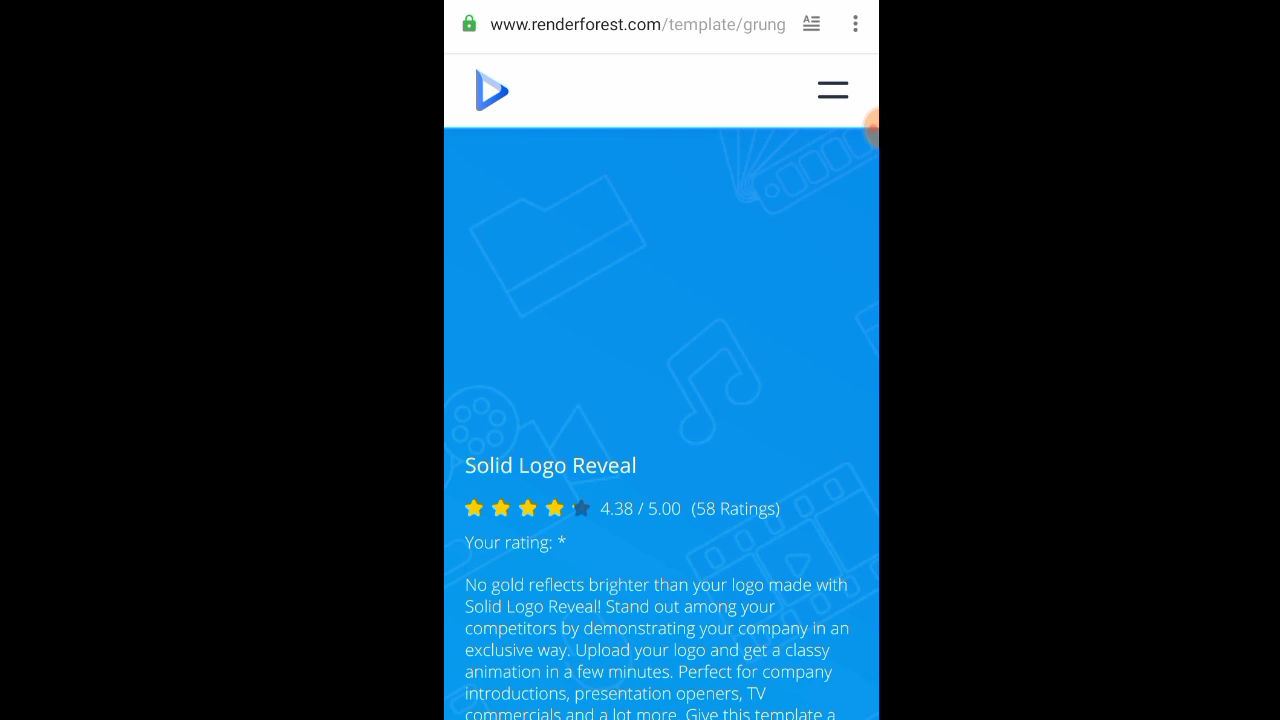 www.renderforest.com/template/grung
Solid Logo Reveal
4.38 / 5.00 (58 Ratings)
Your rating: *
No gold reflects brighter than your logo made with
Solid Logo Reveal! Stand out among your
competitors by demonstrating your company in an
exclusive way. Upload your logo and get a classy
animation in a few minutes. Perfect for company
introductions, presentation openers, TV
commercials and a lot more. Give this template a